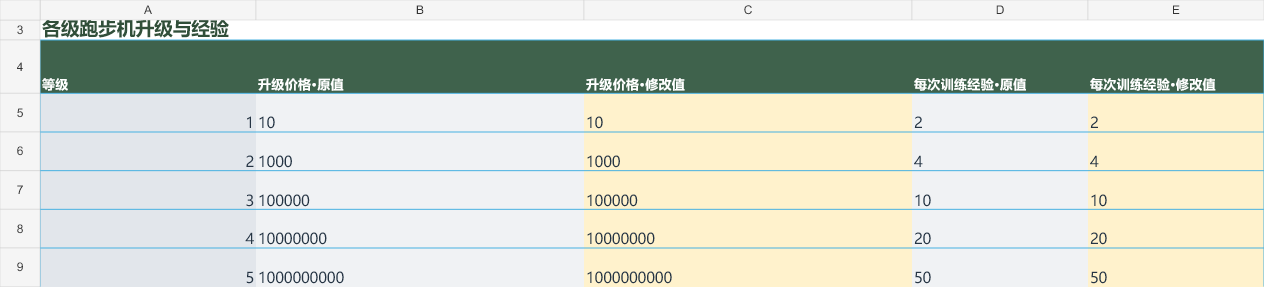 A B C D E
3 各级跑步机升级与经验
4 等级 升级价格·原值 升级价格·修改值 每次训练经验·原值 每次训练经验·修改值
5 1 10 10 2 2
6 2 1000 1000 4 4
7 3 100000 100000 10 10
8 4 10000000 10000000 20 20
9 5 1000000000 1000000000 50 50